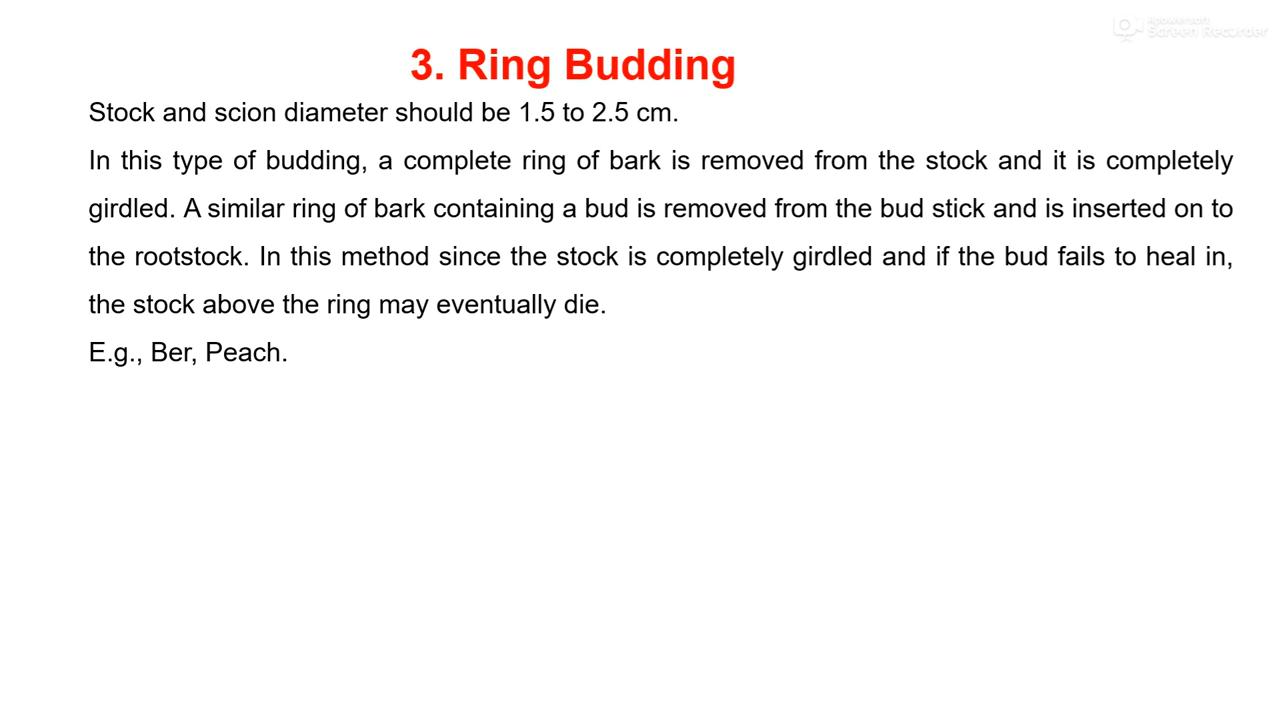 Apowersoft
Screen Recorder
3. Ring Budding
Stock and scion diameter should be 1.5 to 2.5 cm.
In this type of budding, a complete ring of bark is removed from the stock and it is completely
girdled. A similar ring of bark containing a bud is removed from the bud stick and is inserted on to
the rootstock. In this method since the stock is completely girdled and if the bud fails to heal in,
the stock above the ring may eventually die.
E.g., Ber, Peach.